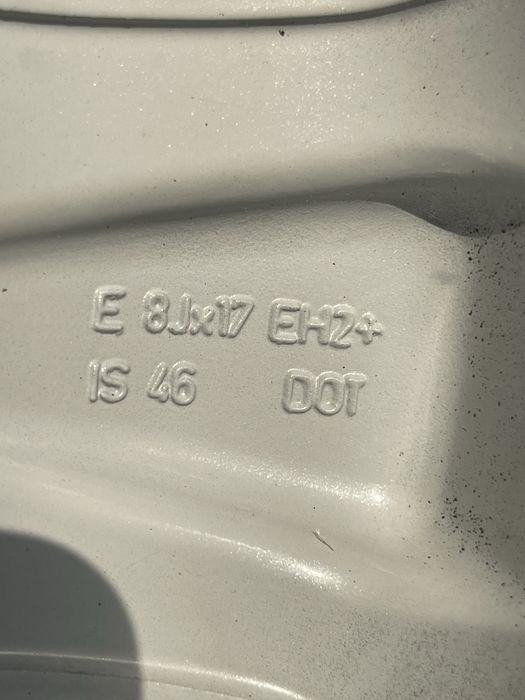 E 8Jx17 EH2+
IS 46 DOT